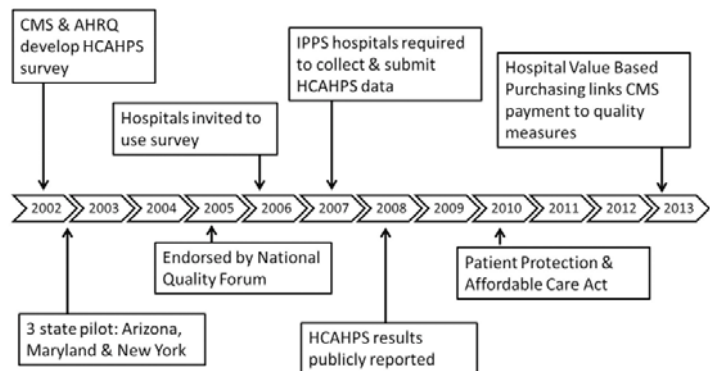 CMS & AHRQ
develop HCAHPS
survey
Hospitals invited to
use survey
IPPS hospitals required
to collect & submit
HCAHPS data
Hospital Value Based
Purchasing links CMS
payment to quality
measures
2002 2003 2004 2005 2006 2007 2008 2009 2010 2011 2012 2013
3 state pilot: Arizona,
Maryland & New York
Endorsed by National
Quality Forum
HCAHPS results
publicly reported
Patient Protection &
Affordable Care Act